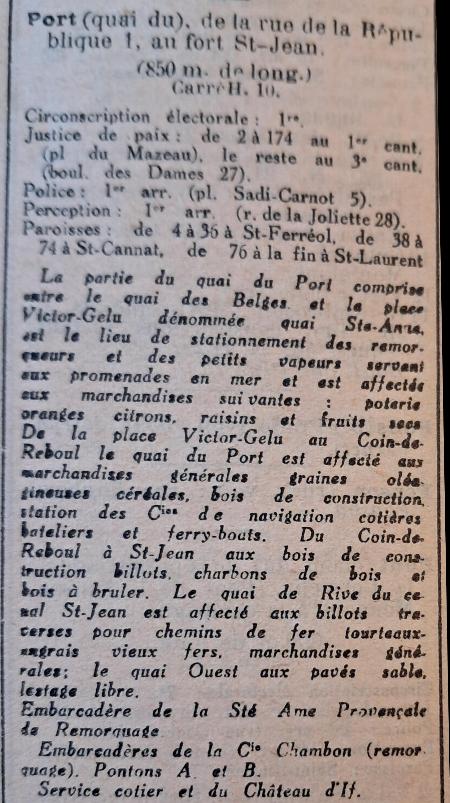 Port (quai du), de la rue de la Répu-
blique 1, au fort St-Jean.
(850 m. de long.)
Carré H. 10.
Circonscription électorale : 1re.
Justice de paix : de 2 à 174 au 1er cant.
(pl du Mazeau), le reste au 3e cant.
(boul. des Dames 27).
Police : 1er arr. (pl. Sadi-Carnot 5).
Perception : 1er arr. (r. de la Joliette 28).
Paroisses : de 4 à 36 à St-Ferréol, de 38 à
74 à St-Cannat, de 76 à la fin à St-Laurent
La partie du quai du Port comprise
entre le quai des Belges et la place
Victor-Gelu dénommée quai Ste-Anne,
est le lieu de stationnement des remor-
queurs et des petits vapeurs servant
aux promenades en mer et est affectée
aux marchandises suivantes : poterie
oranges citrons, raisins et fruits secs
De la place Victor-Gelu au Coin-de-
Reboul le quai du Port est affecté aux
marchandises générales graines oléa-
gineuses céréales, bois de construction,
station des Cies de navigation cotières
bateliers et ferry-boats. Du Coin-de-
Reboul à St-Jean aux bois de cons-
truction billots, charbons de bois et
bois à bruler. Le quai de Rive du ca-
nal St-Jean est affecté aux billots tra-
verses pour chemins de fer tourteaux-
engrais vieux fers, marchandises géné-
rales; le quai Ouest aux pavés sable,
lestage libre.
Embarcadère de la Sté Ame Provençale
de Remorquage
Embarcadères de la Cie Chambon (remor-
quage). Pontons A. et B.
Service cotier et du Château d'If.